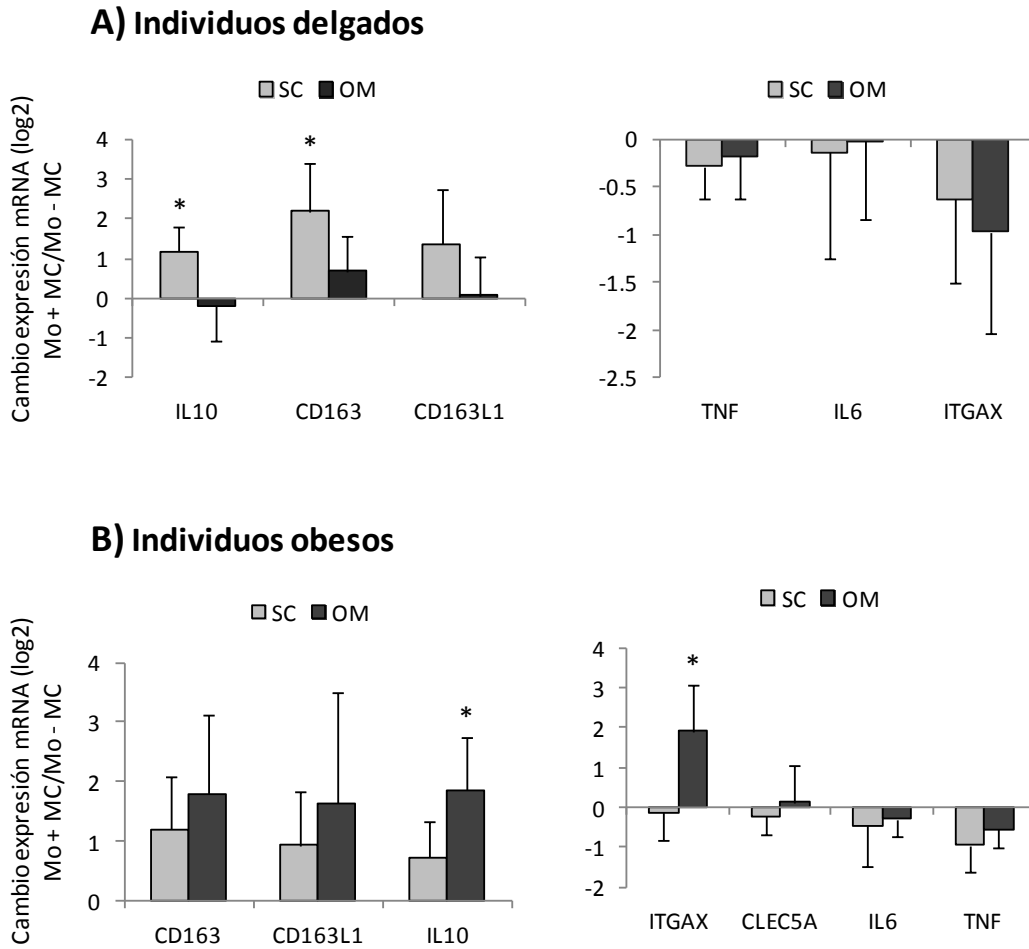 A) Individuos delgados
SC OM
Cambio expresión mRNA (log2)
Mo + MC/Mo - MC
4
3
2
1
0
-1
-2
* *
IL10 CD163 CD163L1
SC OM
0
-0.5
-1
-1.5
-2
-2.5
TNF IL6 ITGAX
B) Individuos obesos
SC OM
Cambio expresión mRNA (log2)
Mo + MC/Mo - MC
4
3
2
1
0
*
CD163 CD163L1 IL10
SC OM
4
3
2
1
0
-1
-2
*
ITGAX CLEC5A IL6 TNF